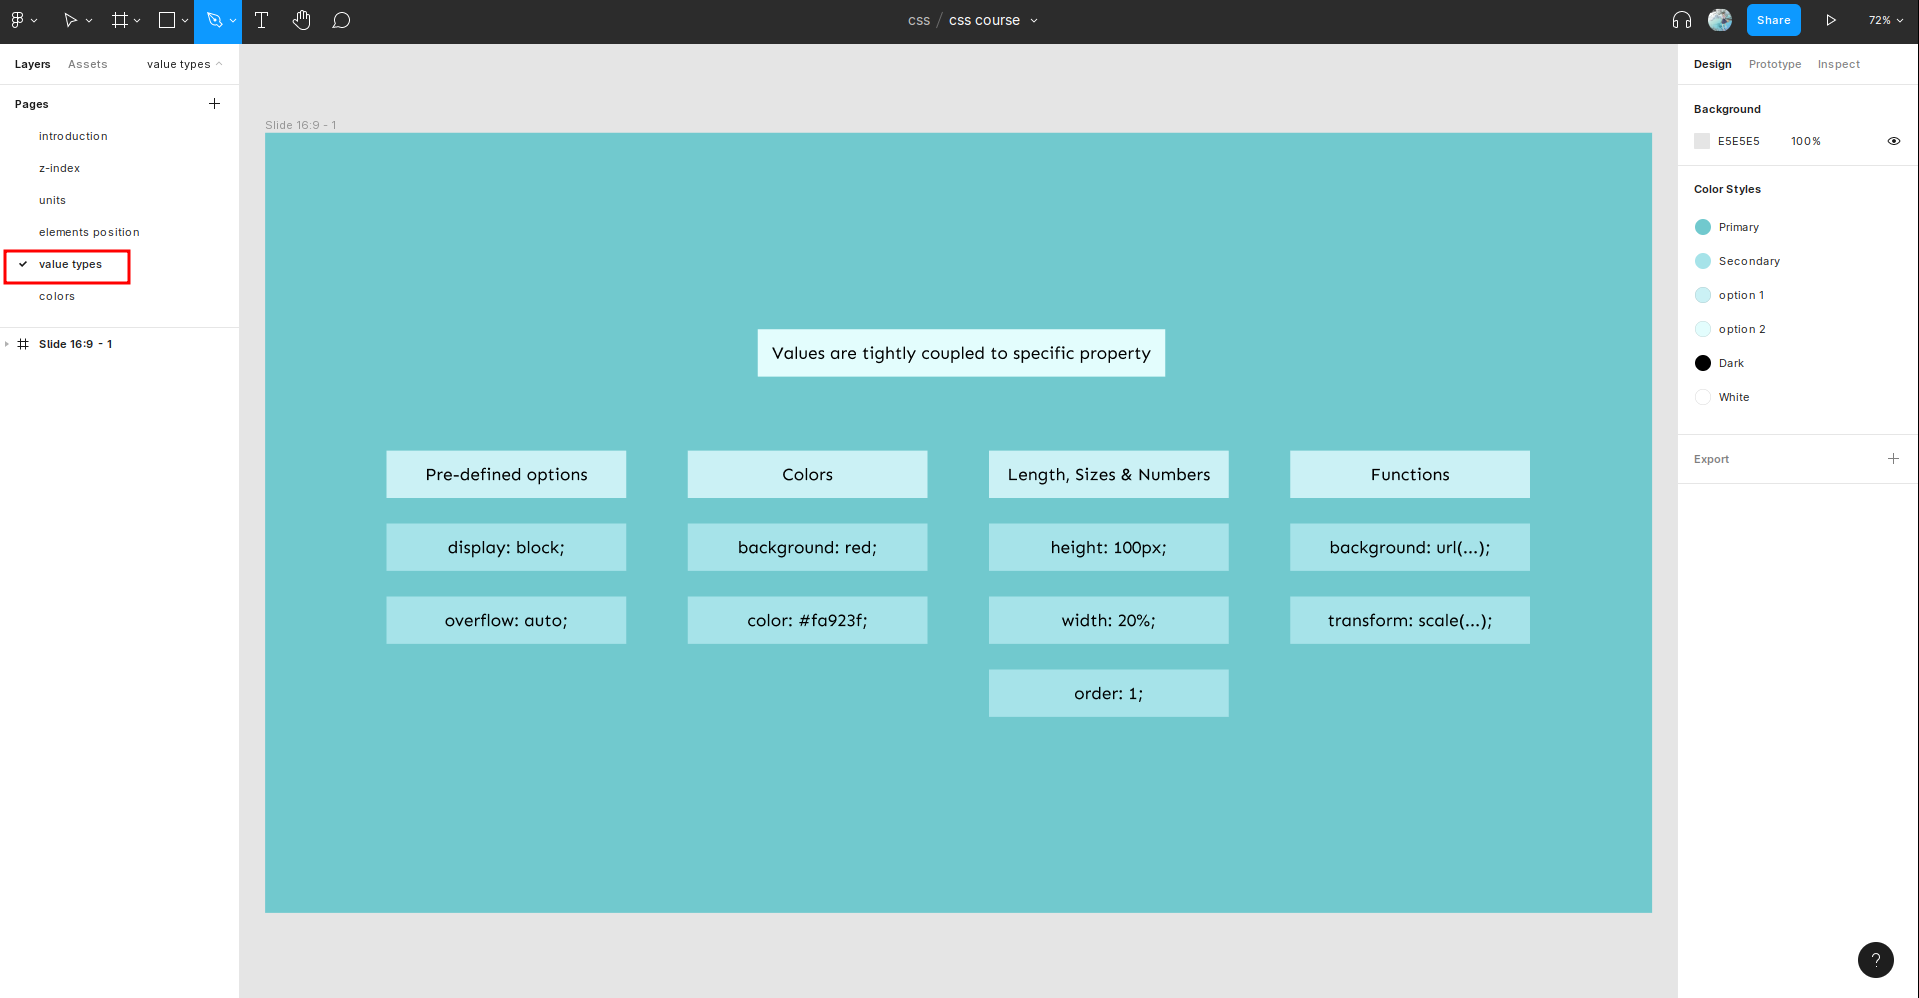 css / css course
Share
72%
Layers Assets value types
Pages
introduction
z-index
units
elements position
value types
colors
Slide 16:9 - 1
Slide 16:9 - 1
Values are tightly coupled to specific property
Pre-defined options
display: block;
overflow: auto;
Colors
background: red;
color: #fa923f;
Length, Sizes & Numbers
height: 100px;
width: 20%;
order: 1;
Functions
background: url(...);
transform: scale(...);
Design Prototype Inspect
Background
E5E5E5 100%
Color Styles
Primary
Secondary
option 1
option 2
Dark
White
Export
?